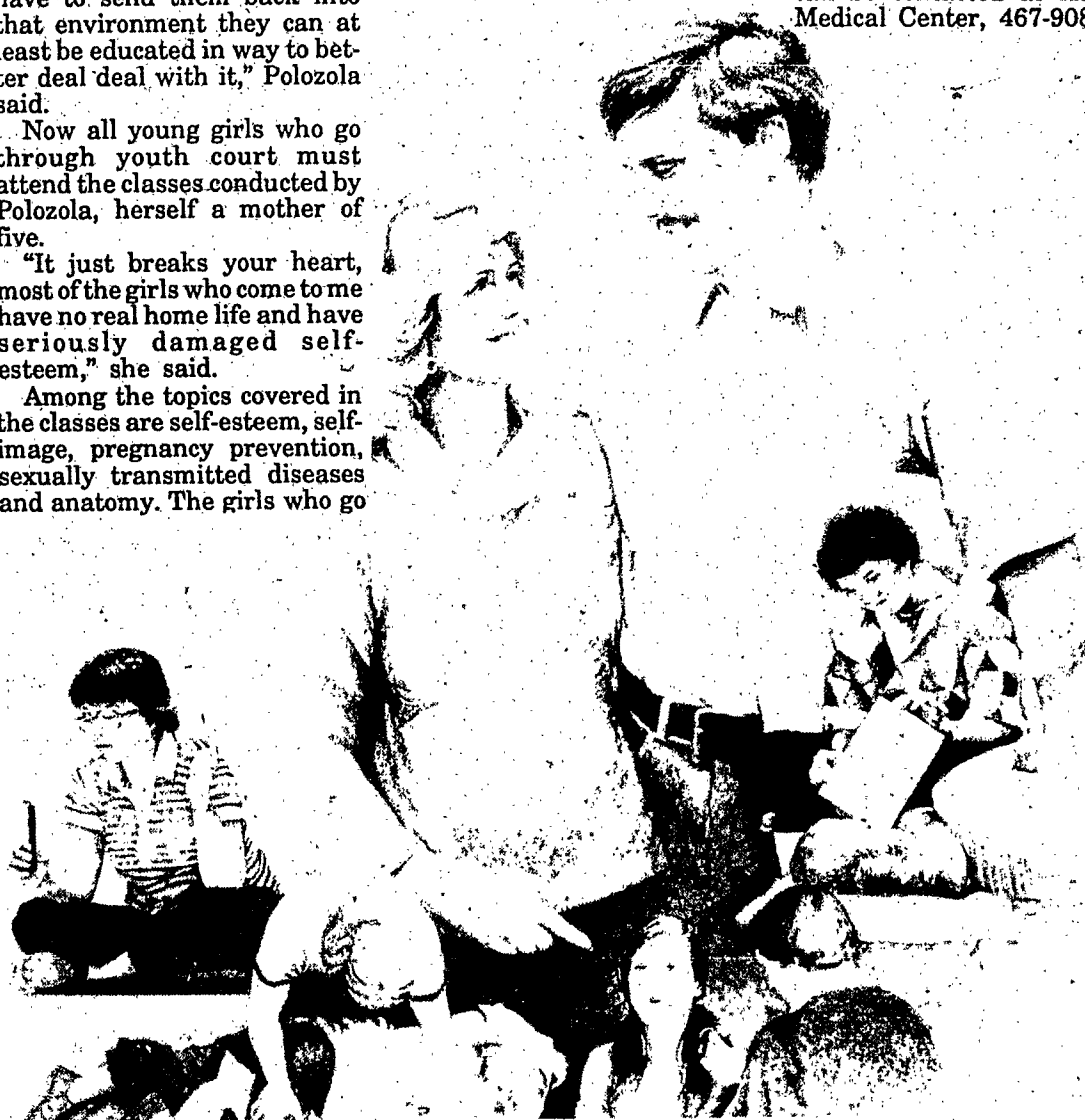 have to send them back into
that environment they can at
least be educated in way to bet-
ter deal deal with it,” Polozola
said.
Now all young girls who go
through youth court must
attend the classes conducted by
Polozola, herself a mother of
five.
“It just breaks your heart,
most of the girls who come to me
have no real home life and have
seriously damaged self-
esteem,” she said.
Among the topics covered in
the classes are self-esteem, self-
image, pregnancy prevention,
sexually transmitted diseases
and anatomy. The girls who go
Medical Center, 467-908